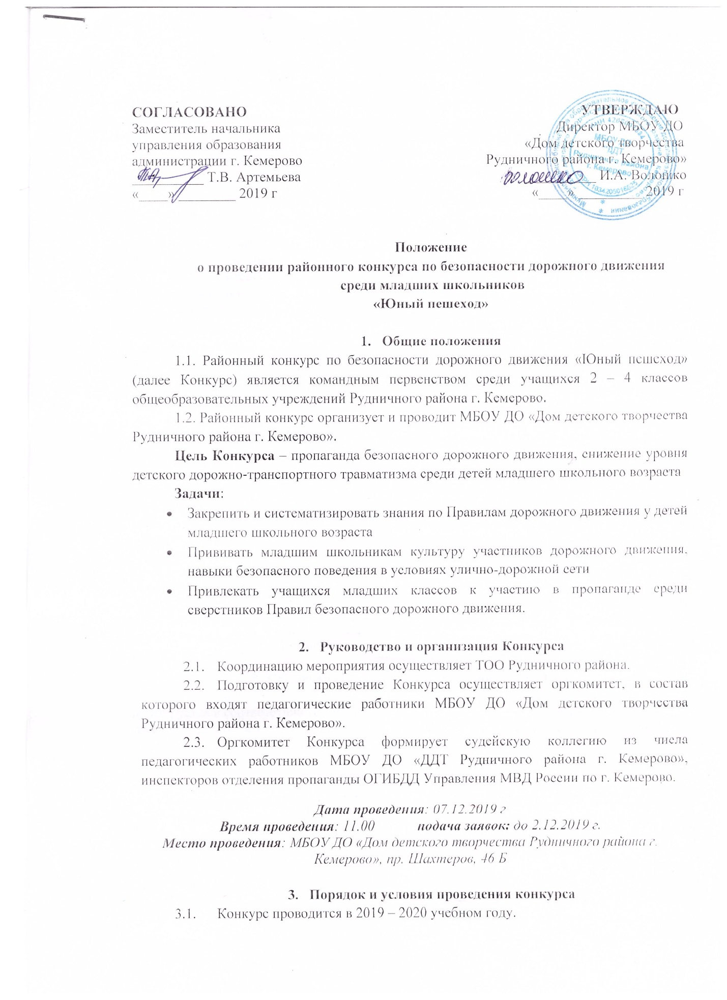 СОГЛАСОВАНО
Заместитель начальника
управления образования
администрации г. Кемерово
__________ Т.В. Артемьева
«____»________ 2019 г
УТВЕРЖДАЮ
Директор МБОУ ДО
«Дом детского творчества
Рудничного района г. Кемерово»
__________ И.А. Волошко
«____»_________ 2019 г
МБОУ ДО
ДДТ
Рудничного района
г. Кемерово
Положение
о проведении районного конкурса по безопасности дорожного движения
среди младших школьников
«Юный пешеход»
1. Общие положения
1.1. Районный конкурс по безопасности дорожного движения «Юный пешеход»
(далее Конкурс) является командным первенством среди учащихся 2 – 4 классов
общеобразовательных учреждений Рудничного района г. Кемерово.
1.2. Районный конкурс организует и проводит МБОУ ДО «Дом детского творчества
Рудничного района г. Кемерово».
Цель Конкурса – пропаганда безопасного дорожного движения, снижение уровня
детского дорожно-транспортного травматизма среди детей младшего школьного возраста
Задачи:
• Закрепить и систематизировать знания по Правилам дорожного движения у детей
младшего школьного возраста
• Прививать младшим школьникам культуру участников дорожного движения,
навыки безопасного поведения в условиях улично-дорожной сети
• Привлекать учащихся младших классов к участию в пропаганде среди
сверстников Правил безопасного дорожного движения.
2. Руководство и организация Конкурса
2.1. Координацию мероприятия осуществляет ТОО Рудничного района.
2.2. Подготовку и проведение Конкурса осуществляет оргкомитет, в состав
которого входят педагогические работники МБОУ ДО «Дом детского творчества
Рудничного района г. Кемерово».
2.3. Оргкомитет Конкурса формирует судейскую коллегию из числа
педагогических работников МБОУ ДО «ДДТ Рудничного района г. Кемерово»,
инспекторов отделения пропаганды ОГИБДД Управления МВД России по г. Кемерово.
Дата проведения: 07.12.2019 г
Время проведения: 11.00 подача заявок: до 2.12.2019 г.
Место проведения: МБОУ ДО «Дом детского творчества Рудничного района г.
Кемерово», пр. Шахтеров, 46 Б
3. Порядок и условия проведения конкурса
3.1. Конкурс проводится в 2019 – 2020 учебном году.